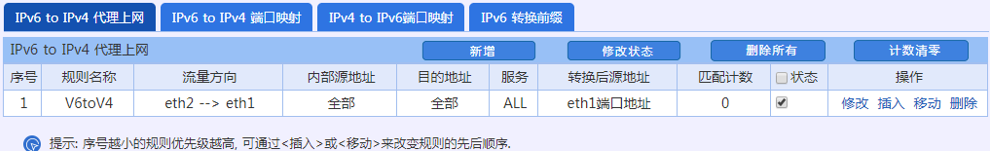 IPv6 to IPv4 代理上网 IPv6 to IPv4 端口映射 IPv4 to IPv6端口映射 IPv6 转换前缀
IPv6 to IPv4 代理上网 新增 修改状态 删除所有 计数清零
序号 规则名称 流量方向 内部源地址 目的地址 服务 转换后源地址 匹配计数 状态 操作
1 V6toV4 eth2 --> eth1 全部 全部 ALL eth1端口地址 0 修改 插入 移动 删除
提示: 序号越小的规则优先级越高, 可通过<插入>或<移动>来改变规则的先后顺序.